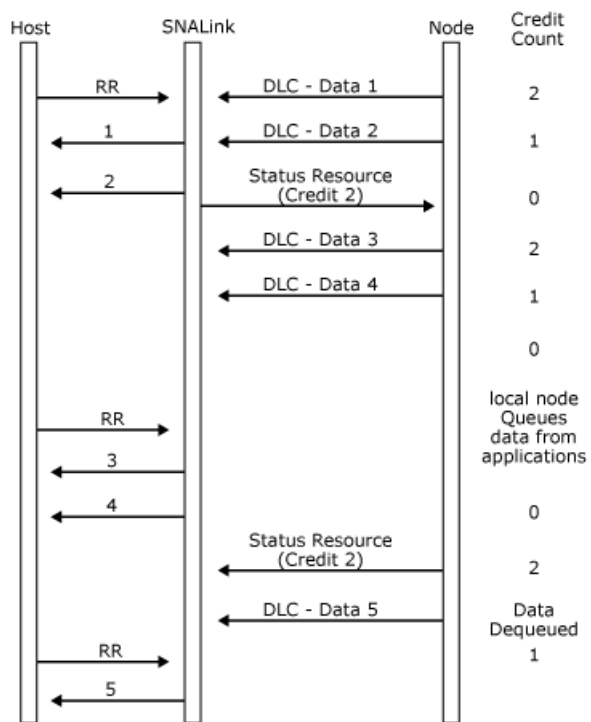 Host SNALink Node Credit
Count
RR DLC - Data 1 2
1 DLC - Data 2 1
2 Status Resource
(Credit 2) 0
DLC - Data 3 2
DLC - Data 4 1
0
local node
Queues
data from
applications
RR
3
4 0
Status Resource
(Credit 2) 2
DLC - Data 5 Data
Dequeued
RR 1
5